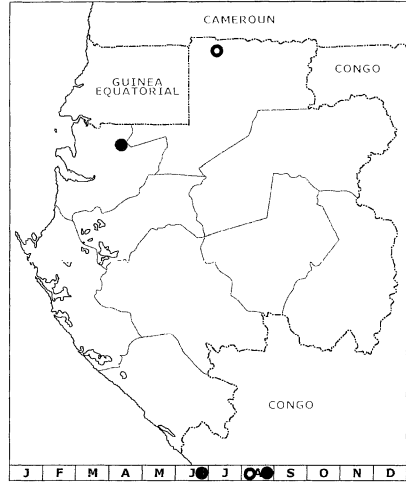 CAMEROUN
CONGO
GUINEA
EQUATORIAL
CONGO
J F M A M J J A S O N D